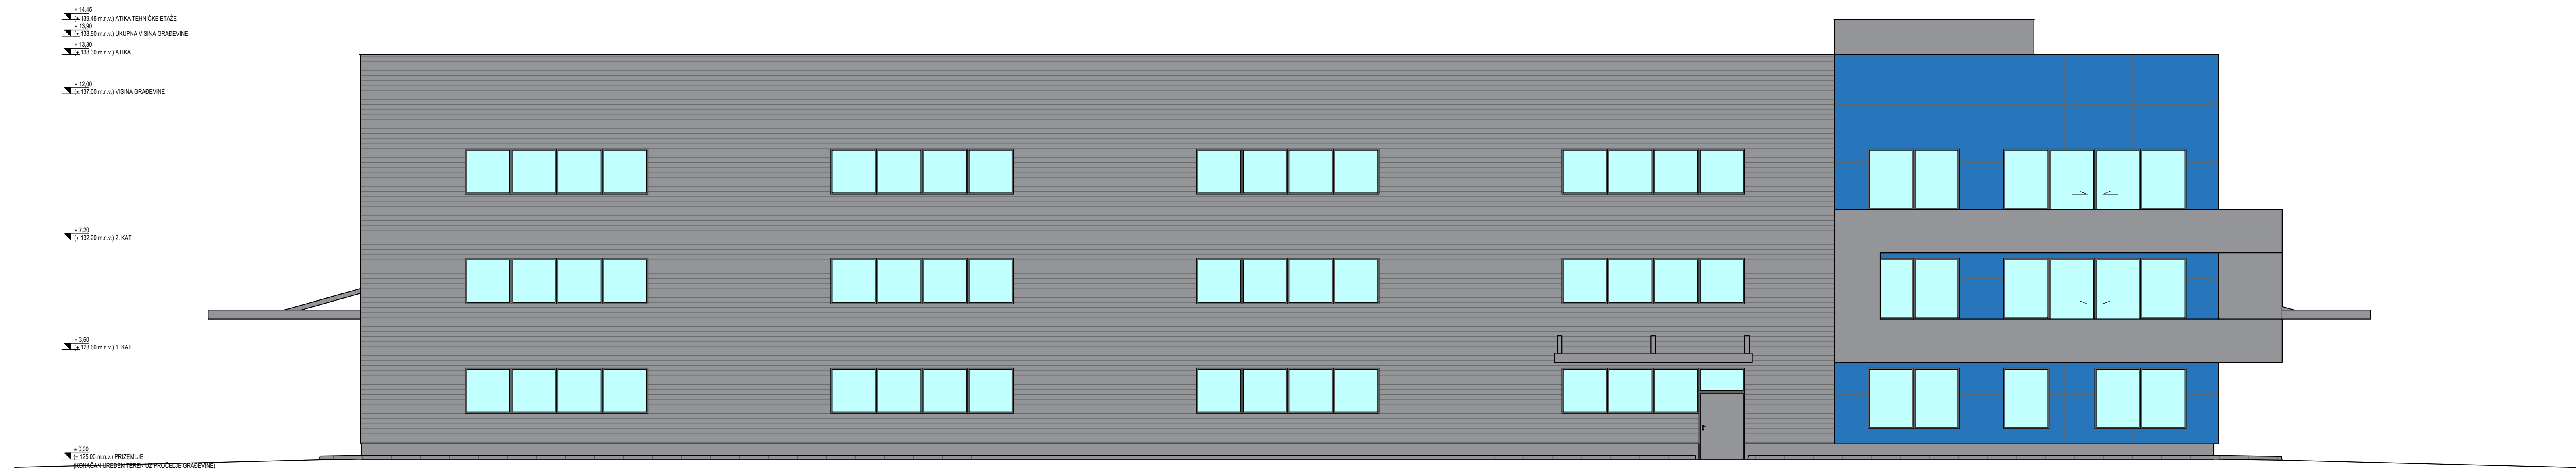 + 14,45
(+ 139.45 m.n.v.) ATIKA TEHNIČKE ETAŽE
+ 13,90
(+ 138.90 m.n.v.) UKUPNA VISINA GRAĐEVINE
+ 13,30
(+ 138.30 m.n.v.) ATIKA
+ 12,00
(+ 137.00 m.n.v.) VISINA GRAĐEVINE
+ 7,20
(+ 132.20 m.n.v.) 2. KAT
+ 3,60
(+ 128.60 m.n.v.) 1. KAT
± 0,00
(+ 125.00 m.n.v.) PRIZEMLJE
(KONAČAN UREĐEN TEREN UZ PROČELJE GRAĐEVINE)